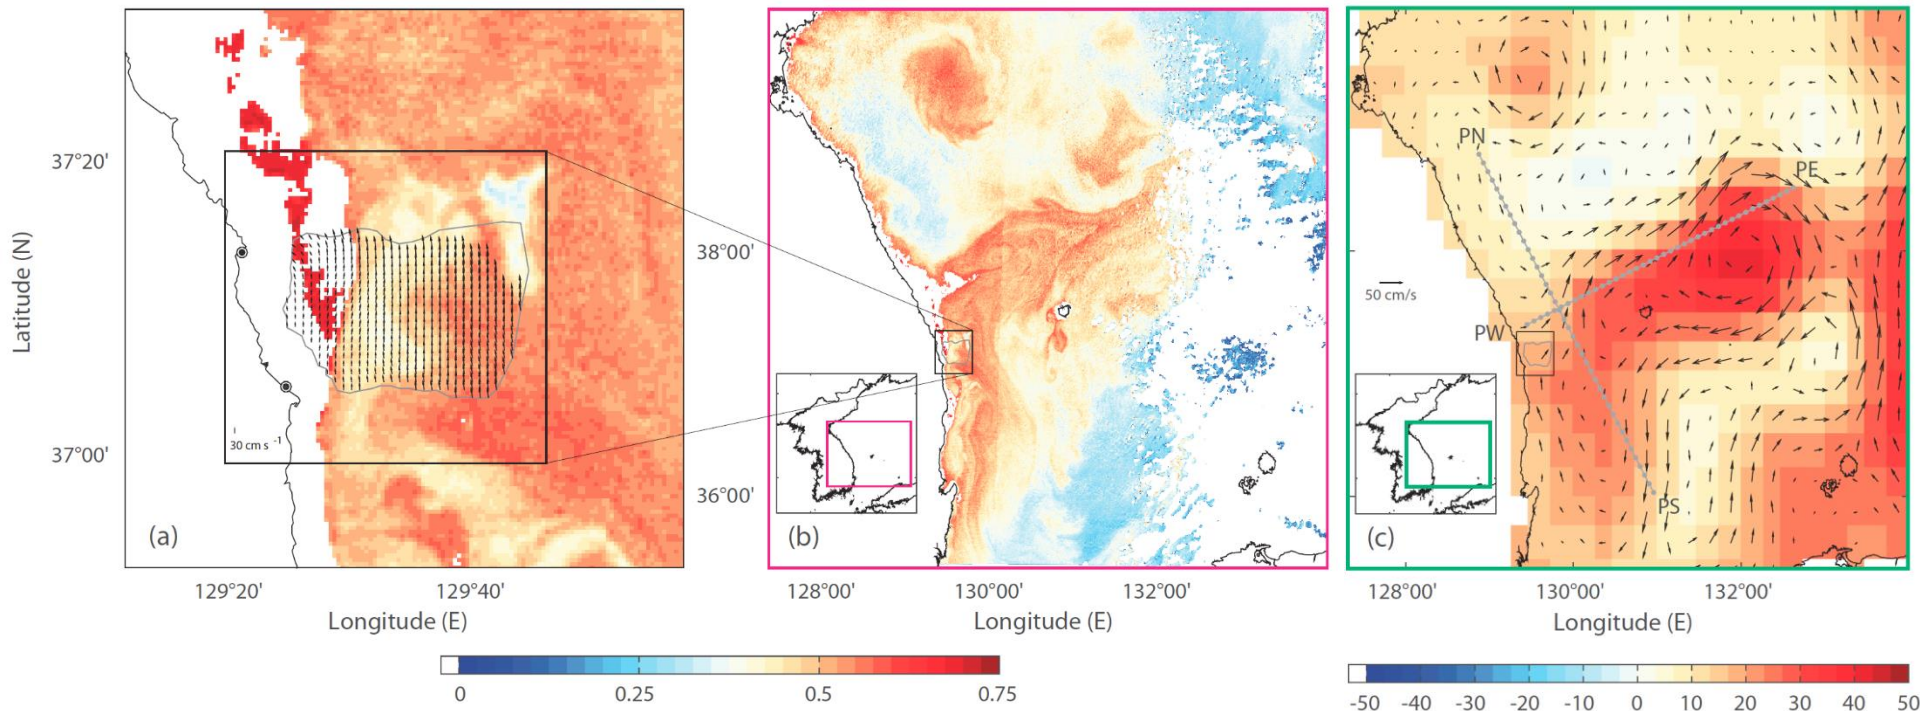 Latitude (N)
37°20'
37°00'
30 cm s -1
(a)
129°20'
129°40'
Longitude (E)
38°00'
36°00'
(b)
128°00'
130°00'
132°00'
Longitude (E)
PN
PE
50 cm/s
PW
PS
(c)
128°00'
130°00'
132°00'
Longitude (E)
0 0.25 0.5 0.75
-50 -40 -30 -20 -10 0 10 20 30 40 50